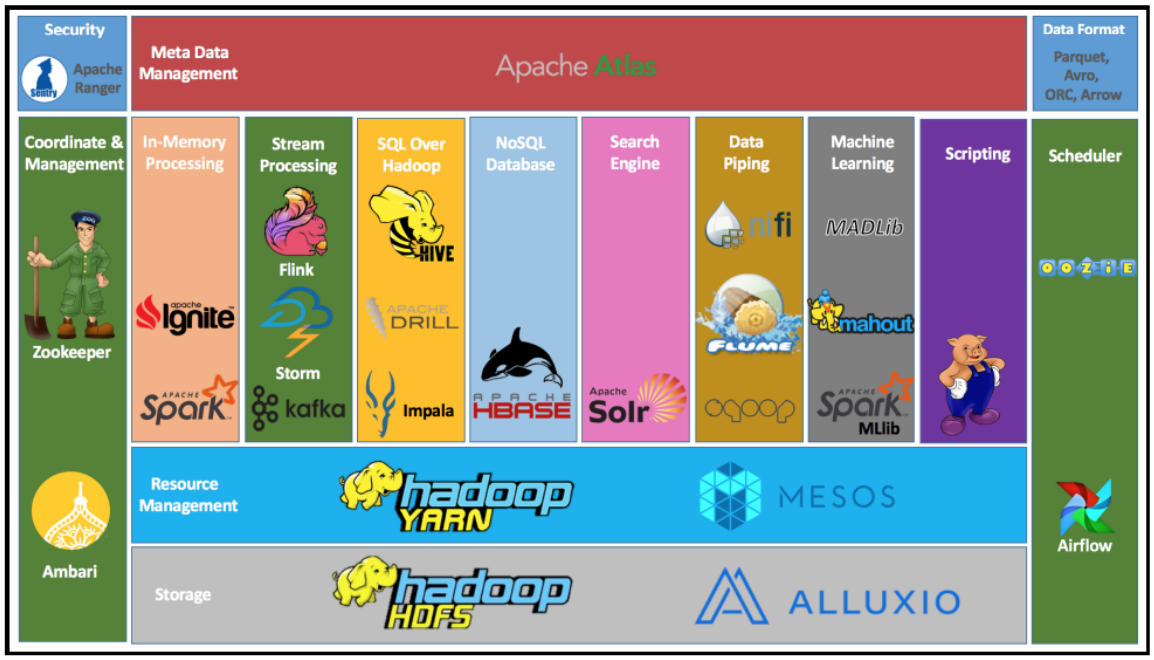 Security
Sentry
Apache
Ranger
Meta Data
Management
Apache Atlas
Data Format
Parquet,
Avro,
ORC, Arrow
Coordinate &
Management
ZOO
Zookeeper
Ambari
In-Memory
Processing
apache
Ignite™
APACHE
Spark™
Stream
Processing
Flink
Storm
kafka
SQL Over
Hadoop
HIVE
APACHE
DRILL
Impala
NoSQL
Database
APACHE
HBASE
Search
Engine
Apache
Solr
Data
Piping
nifi
FLUME
sqoop
Machine
Learning
MADLib
mahout
APACHE
Spark™
MLlib
Scripting
Scheduler
OOZIE
Airflow
Resource
Management
hadoop
YARN
MESOS
Storage
hadoop
HDFS
ALLUXIO